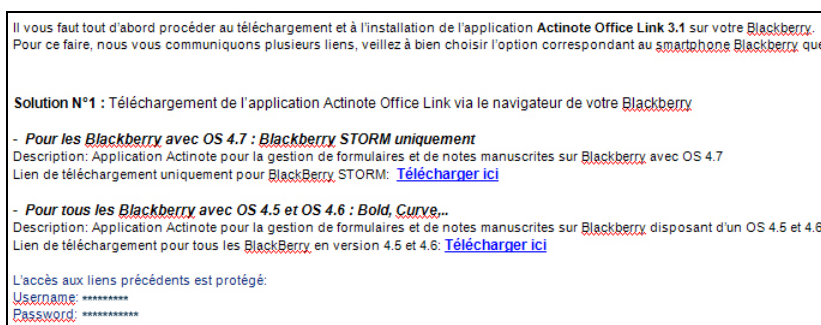 Il vous faut tout d'abord procéder au téléchargement et à l'installation de l'application Actinote Office Link 3.1 sur votre Blackberry.
Pour ce faire, nous vous communiquons plusieurs liens, veillez à bien choisir l'option correspondant au smartphone Blackberry que
Solution N°1 : Téléchargement de l'application Actinote Office Link via le navigateur de votre Blackberry
- Pour les Blackberry avec OS 4.7 : Blackberry STORM uniquement
Description: Application Actinote pour la gestion de formulaires et de notes manuscrites sur Blackberry avec OS 4.7
Lien de téléchargement uniquement pour BlackBerry STORM: Télécharger ici
- Pour tous les Blackberry avec OS 4.5 et OS 4.6 : Bold, Curve,..
Description: Application Actinote pour la gestion de formulaires et de notes manuscrites sur Blackberry disposant d'un OS 4.5 et 4.6
Lien de téléchargement pour tous les BlackBerry en version 4.5 et 4.6: Télécharger ici
L'accès aux liens précédents est protégé:
Username: *********
Password: ***********